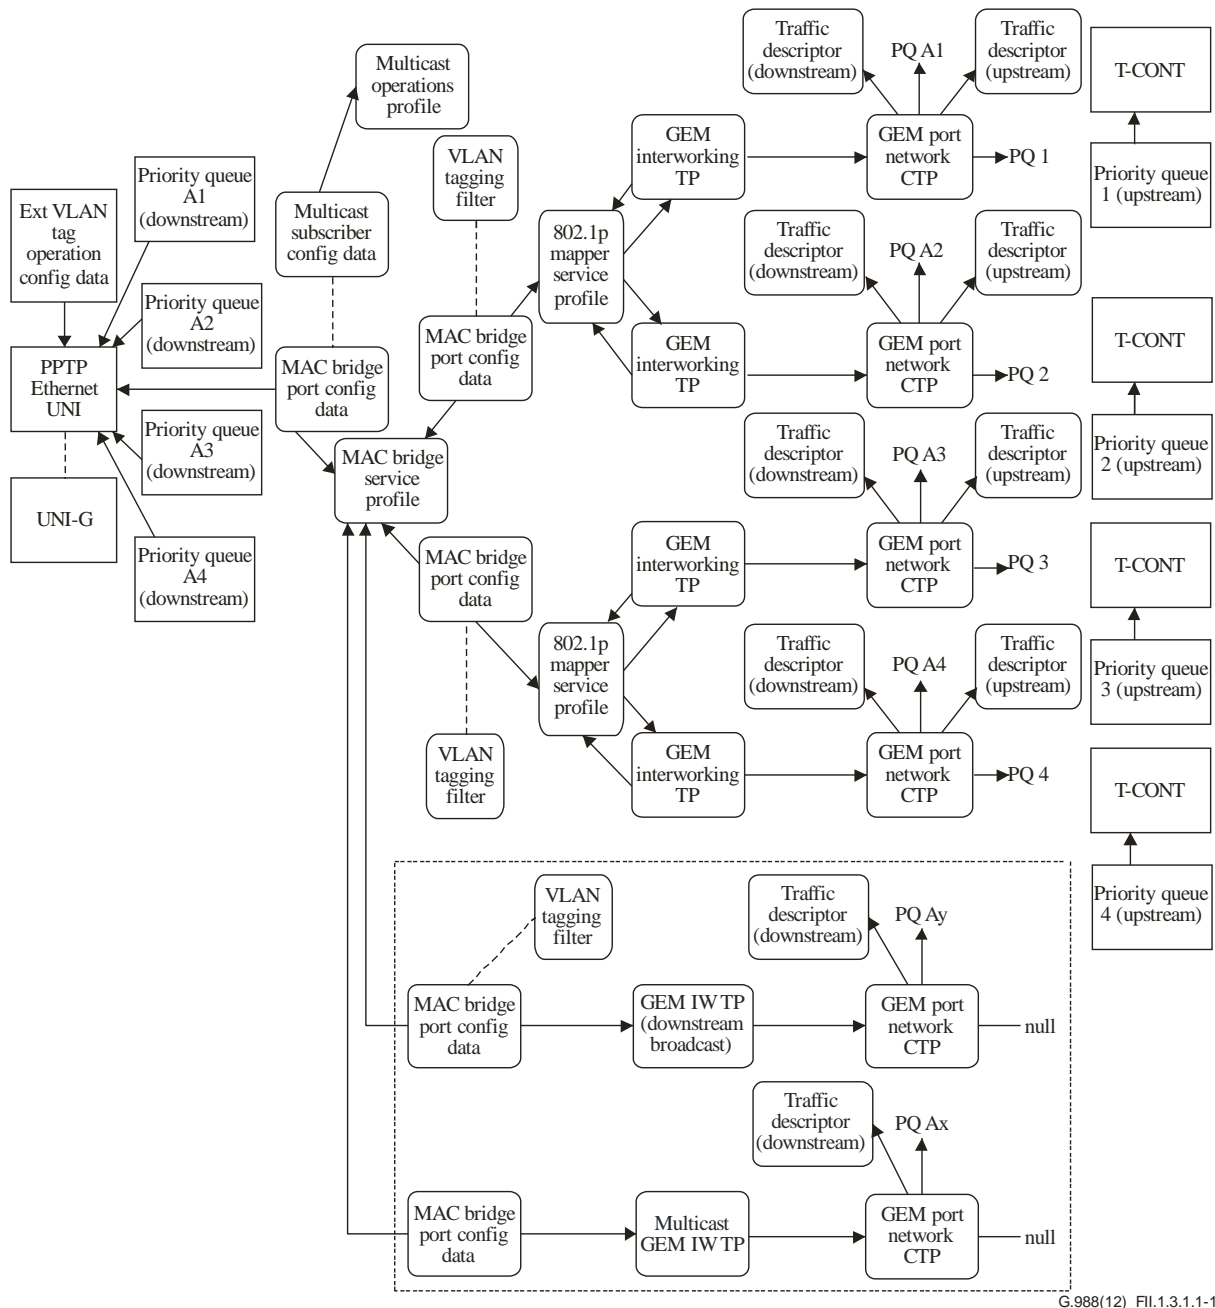 Traffic
descriptor
(downstream)
PQ A1
Traffic
descriptor
(upstream)
T-CONT
Multicast
operations
profile
GEM
interworking
TP
GEM port
network
CTP
PQ 1
Priority queue
1 (upstream)
VLAN
tagging
filter
Priority queue
A1
(downstream)
Ext VLAN
tag
operation
config data
Multicast
subscriber
config data
802.1p
mapper
service
profile
Traffic
descriptor
(downstream)
PQ A2
Traffic
descriptor
(upstream)
T-CONT
Priority queue
A2
(downstream)
PPTP
Ethernet
UNI
MAC bridge
port config
data
MAC bridge
port config
data
GEM
interworking
TP
GEM port
network
CTP
PQ 2
Priority queue
2 (upstream)
Priority queue
A3
(downstream)
MAC bridge
service
profile
Traffic
descriptor
(downstream)
PQ A3
Traffic
descriptor
(upstream)
UNI-G
Priority queue
A4
(downstream)
MAC bridge
port config
data
GEM
interworking
TP
GEM port
network
CTP
PQ 3
T-CONT
802.1p
mapper
service
profile
Traffic
descriptor
(downstream)
PQ A4
Traffic
descriptor
(upstream)
Priority queue
3 (upstream)
VLAN
tagging
filter
GEM
interworking
TP
GEM port
network
CTP
PQ 4
T-CONT
VLAN
tagging
filter
Traffic
descriptor
(downstream)
PQ Ay
Priority queue
4 (upstream)
MAC bridge
port config
data
GEM IW TP
(downstream
broadcast)
GEM port
network
CTP
null
Traffic
descriptor
(downstream)
PQ Ax
MAC bridge
port config
data
Multicast
GEM IW TP
GEM port
network
CTP
null
G.988(12)_FII.1.3.1.1-1